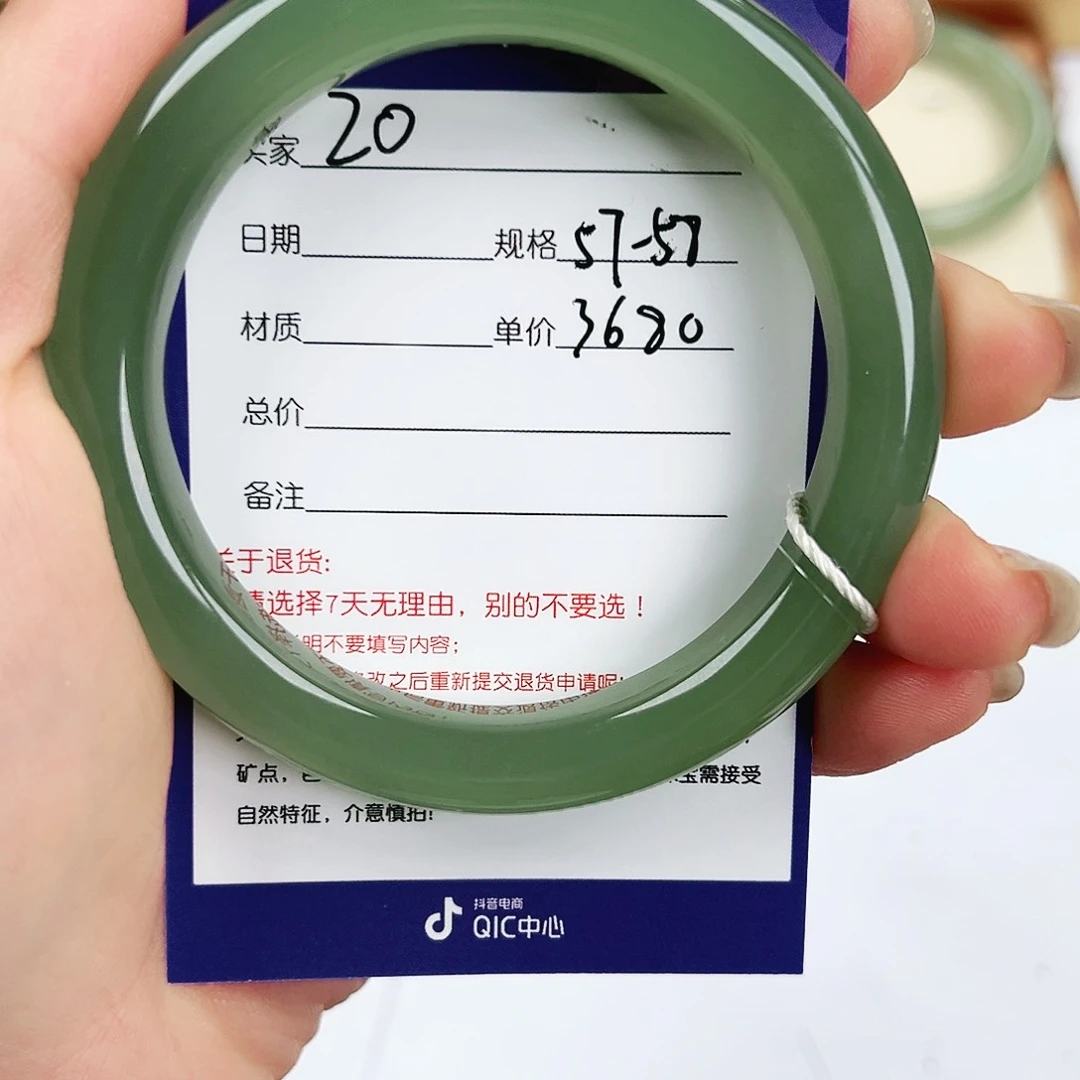 买家 20
日期 规格 57-57
材质 单价 3680
总价
备注
关于退货:
请选择7天无理由，别的不要选！
明不要填写内容；
改之后重新提交退货申请呢
矿点， 宝需接受
自然特征，介意慎拍!
抖音电商
QIC中心